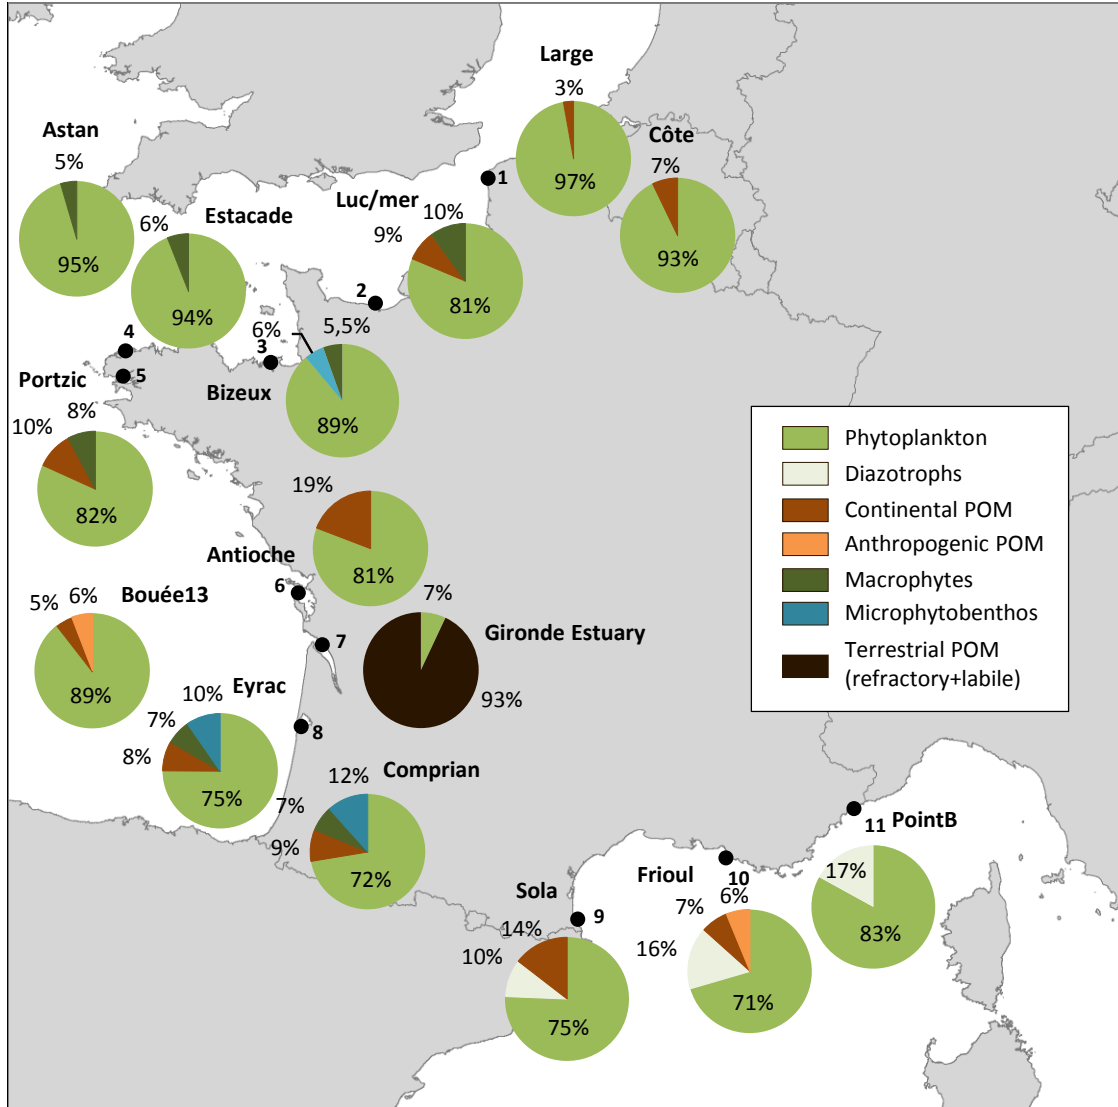 Large
3%
97%
1
Côte
7%
93%
Astan
5%
95%
Estacade
6%
94%
Luc/mer
10%
9%
81%
2
6%
5,5%
3
Bizeux
89%
4
5
Portzic
8%
10%
82%
Phytoplankton
Diazotrophs
Continental POM
Anthropogenic POM
Macrophytes
Microphytobenthos
Terrestrial POM
(refractory+labile)
19%
Antioche
6
81%
Bouée13
5%
6%
89%
7
7%
Gironde Estuary
93%
Eyrac
10%
7%
8%
75%
8
Comprian
12%
7%
9%
72%
Sola
9
14%
10%
75%
Frioul
10
7%
6%
16%
71%
11
PointB
17%
83%